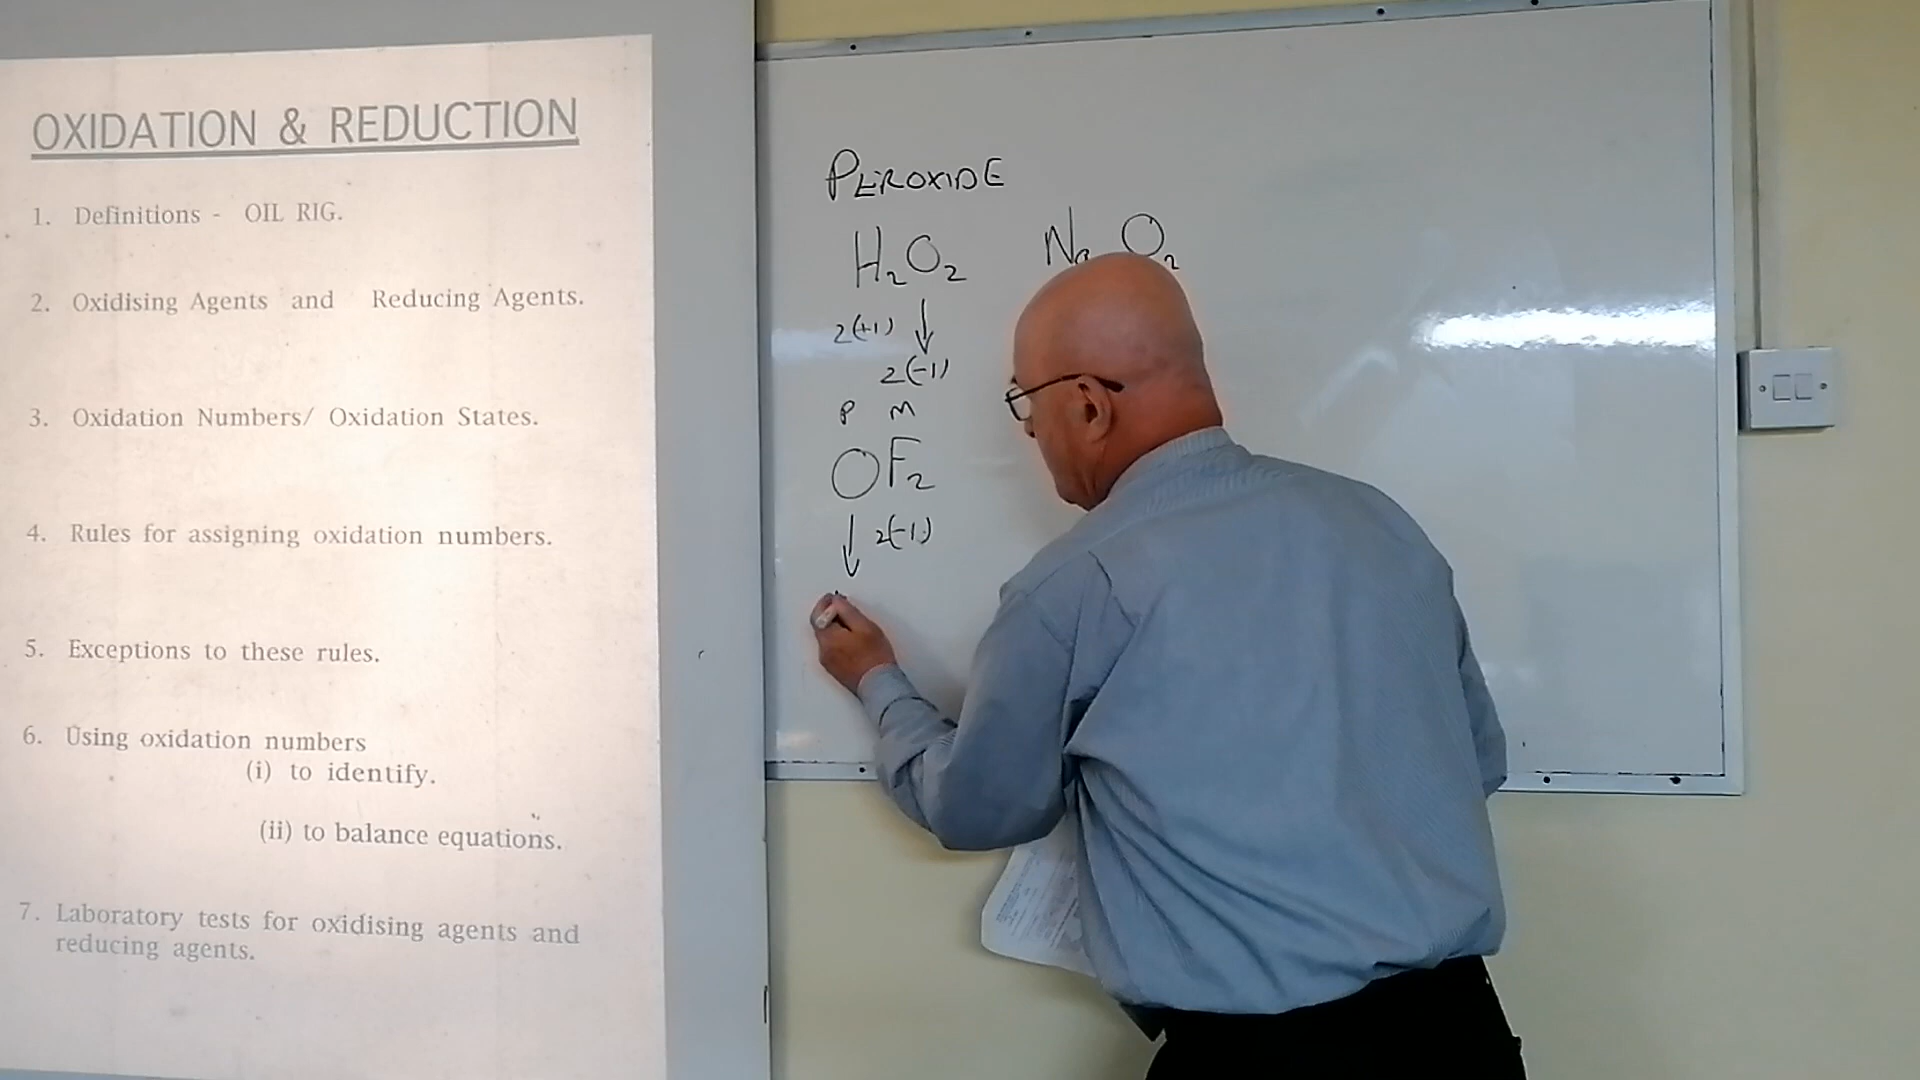 OXIDATION & REDUCTION
1. Definitions - OIL RIG.
2. Oxidising Agents and Reducing Agents.
3. Oxidation Numbers/ Oxidation States.
4. Rules for assigning oxidation numbers.
5. Exceptions to these rules.
6. Using oxidation numbers
(i) to identify.
(ii) to balance equations.
7. Laboratory tests for oxidising agents and
reducing agents.
PEROXIDE
H₂O₂ Na O₂
2(+1) ↓
2(-1)
P M
OF₂
↓ 2(-1)